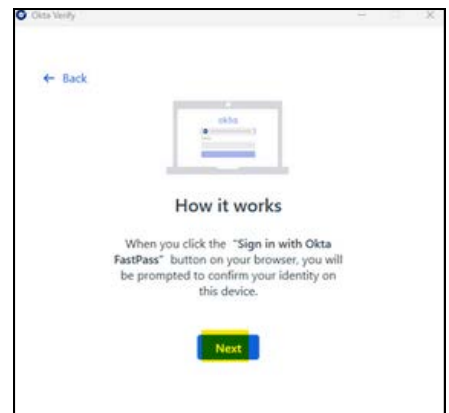 Okta Verify
← Back
okta
How it works
When you click the "Sign in with Okta
FastPass" button on your browser, you will
be prompted to confirm your identity on
this device.
Next